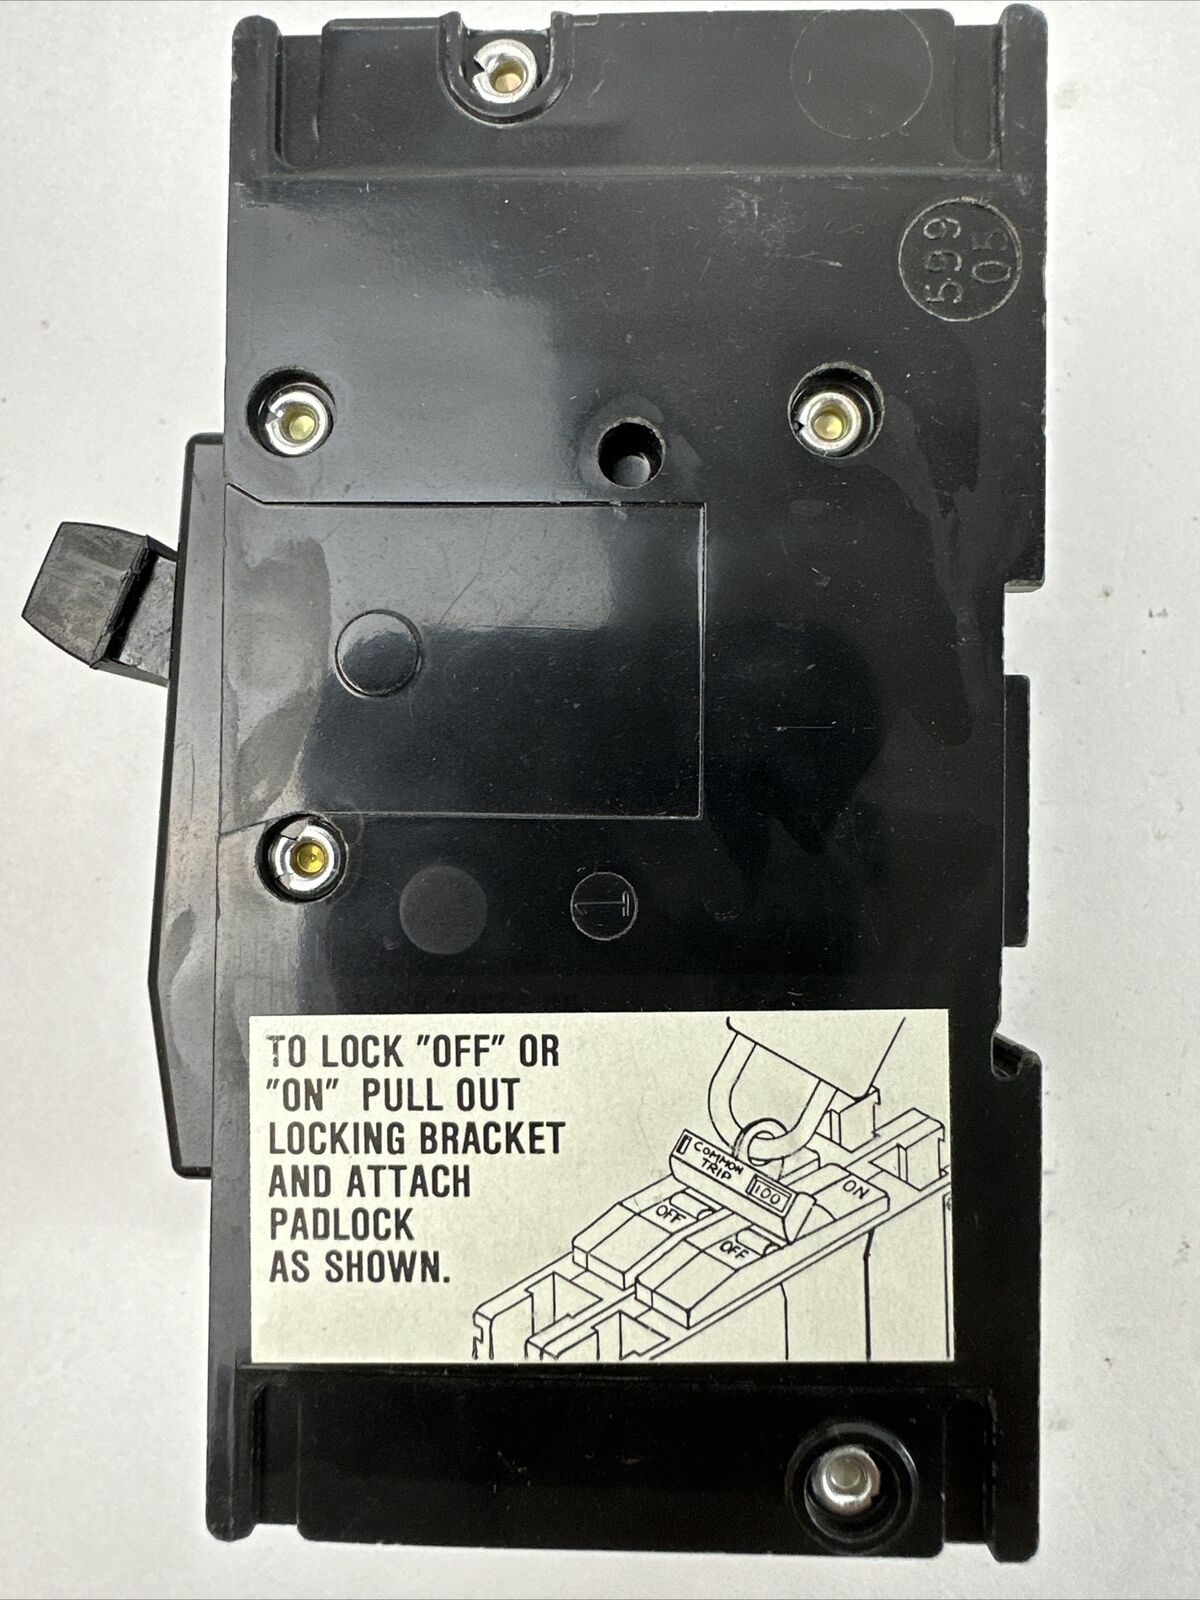 599
05
1
TO LOCK "OFF" OR
"ON" PULL OUT
LOCKING BRACKET
AND ATTACH
PADLOCK
AS SHOWN.
COMMON
TRIP
100
ON
OFF
OFF